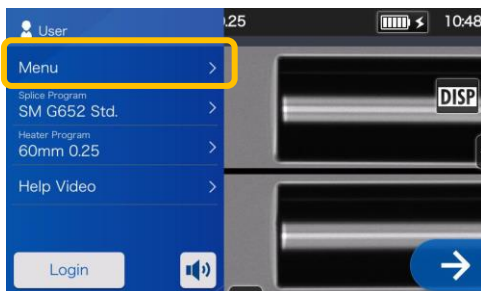 User
.25
10:48
Menu
Splice Program
SM G652 Std.
DISP
Heater Program
60mm 0.25
Help Video
Login